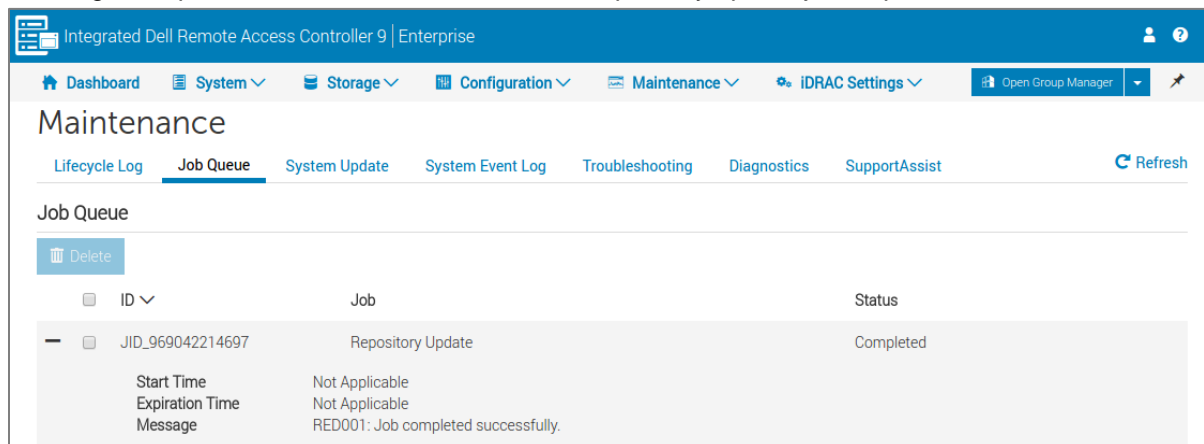 Integrated Dell Remote Access Controller 9 | Enterprise
Dashboard System Storage Configuration Maintenance iDRAC Settings Open Group Manager
Maintenance
Lifecycle Log Job Queue System Update System Event Log Troubleshooting Diagnostics SupportAssist Refresh
Job Queue
Delete
ID Job Status
JID_969042214697 Repository Update Completed
Start Time Not Applicable
Expiration Time Not Applicable
Message RED001: Job completed successfully.